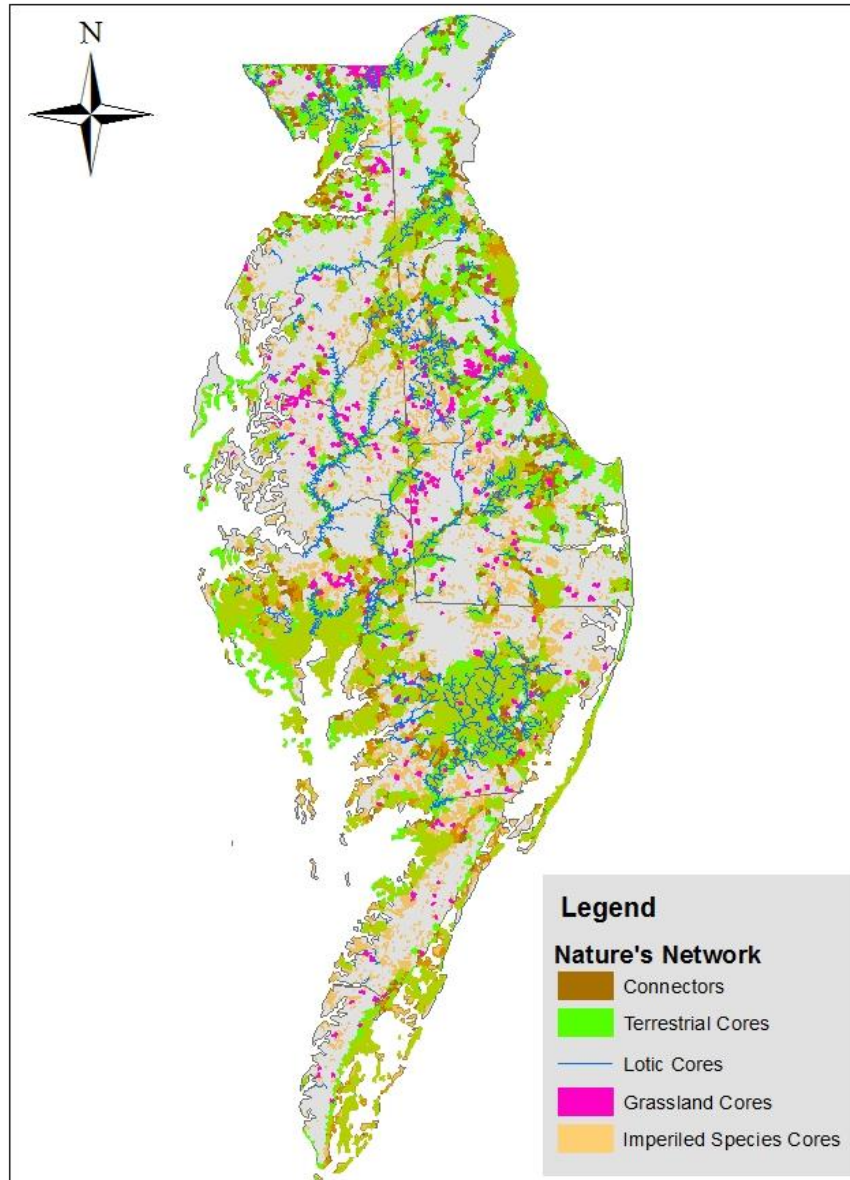 N
Legend
Nature's Network
Connectors
Terrestrial Cores
Lotic Cores
Grassland Cores
Imperiled Species Cores